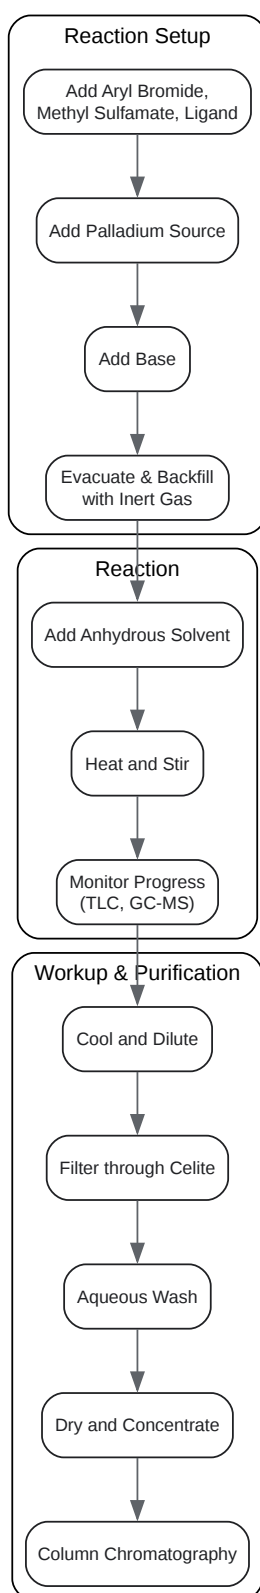 Reaction Setup
Add Aryl Bromide,
Methyl Sulfamate, Ligand
Add Palladium Source
Add Base
Evacuate & Backfill
with Inert Gas
Reaction
Add Anhydrous Solvent
Heat and Stir
Monitor Progress
(TLC, GC-MS)
Workup & Purification
Cool and Dilute
Filter through Celite
Aqueous Wash
Dry and Concentrate
Column Chromatography